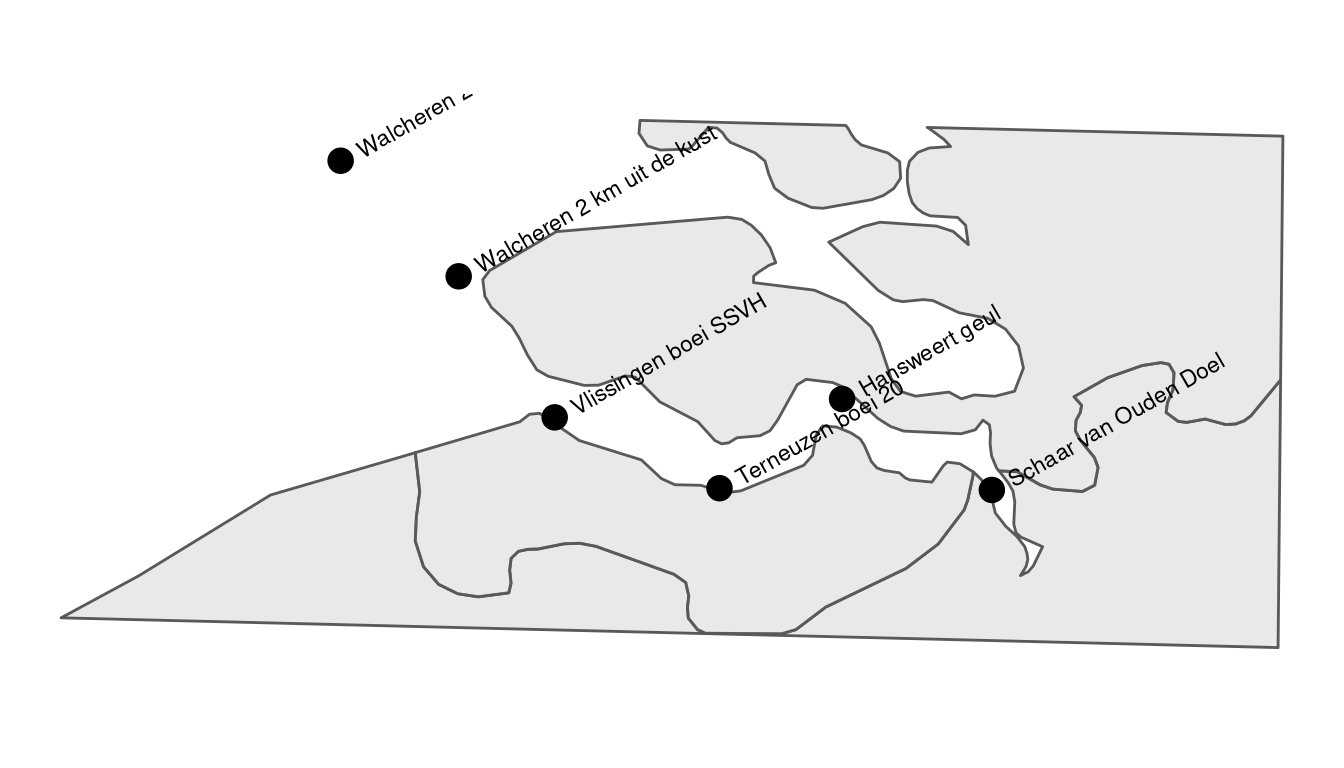 Walcheren 2
Walcheren 2 km uit de kust
Vlissingen boei SSVH
Hansweert geul
Terneuzen boei 20
Schaar van Ouden Doel